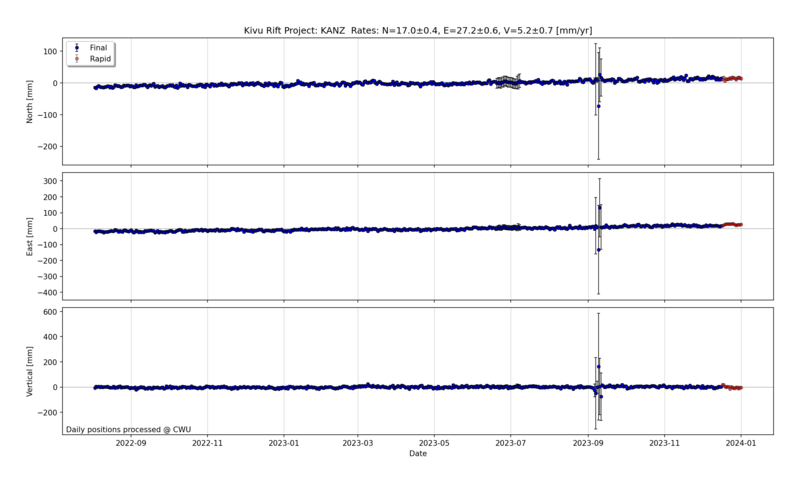 Kivu Rift Project: KANZ  Rates: N=17.0±0.4, E=27.2±0.6, V=5.2±0.7 [mm/yr]
Final
Rapid
100
0
−100
−200
North [mm]
300
200
100
0
−100
−200
−300
−400
East [mm]
600
400
200
0
−200
Vertical [mm]
Daily positions processed @ CWU
2022-09 2022-11 2023-01 2023-03 2023-05 2023-07 2023-09 2023-11 2024-01
Date